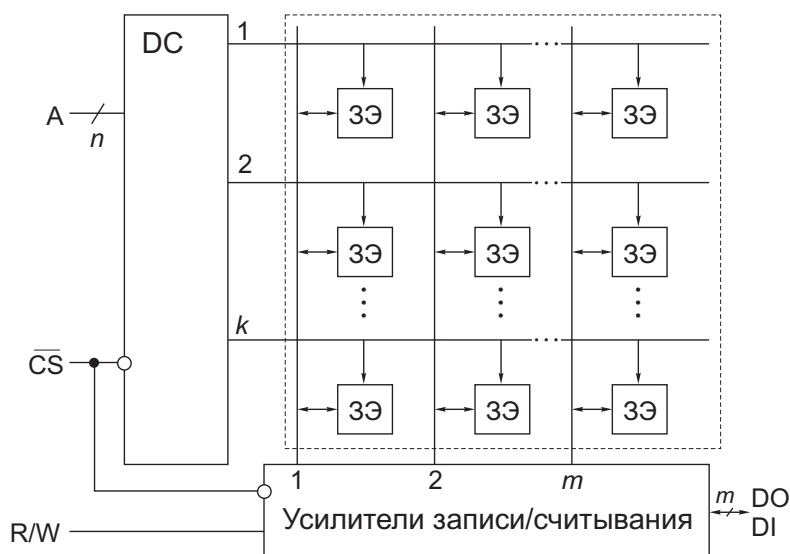 DC
1
A
n
ЗЭ ЗЭ ЗЭ
2
ЗЭ ЗЭ ЗЭ
k
CS
ЗЭ ЗЭ ЗЭ
1 2 m
Усилители записи/считывания
R/W
m
DO
DI